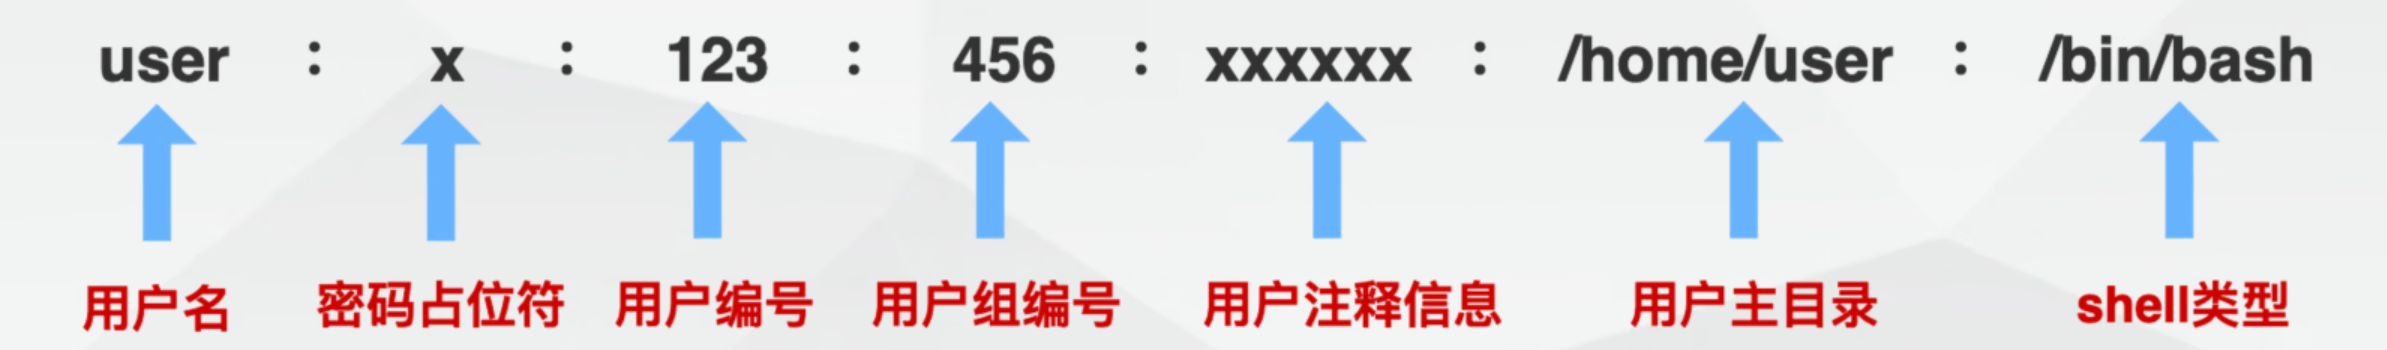 user : x : 123 : 456 : xxxxxx : /home/user : /bin/bash
用户名 密码占位符 用户编号 用户组编号 用户注释信息 用户主目录 shell类型